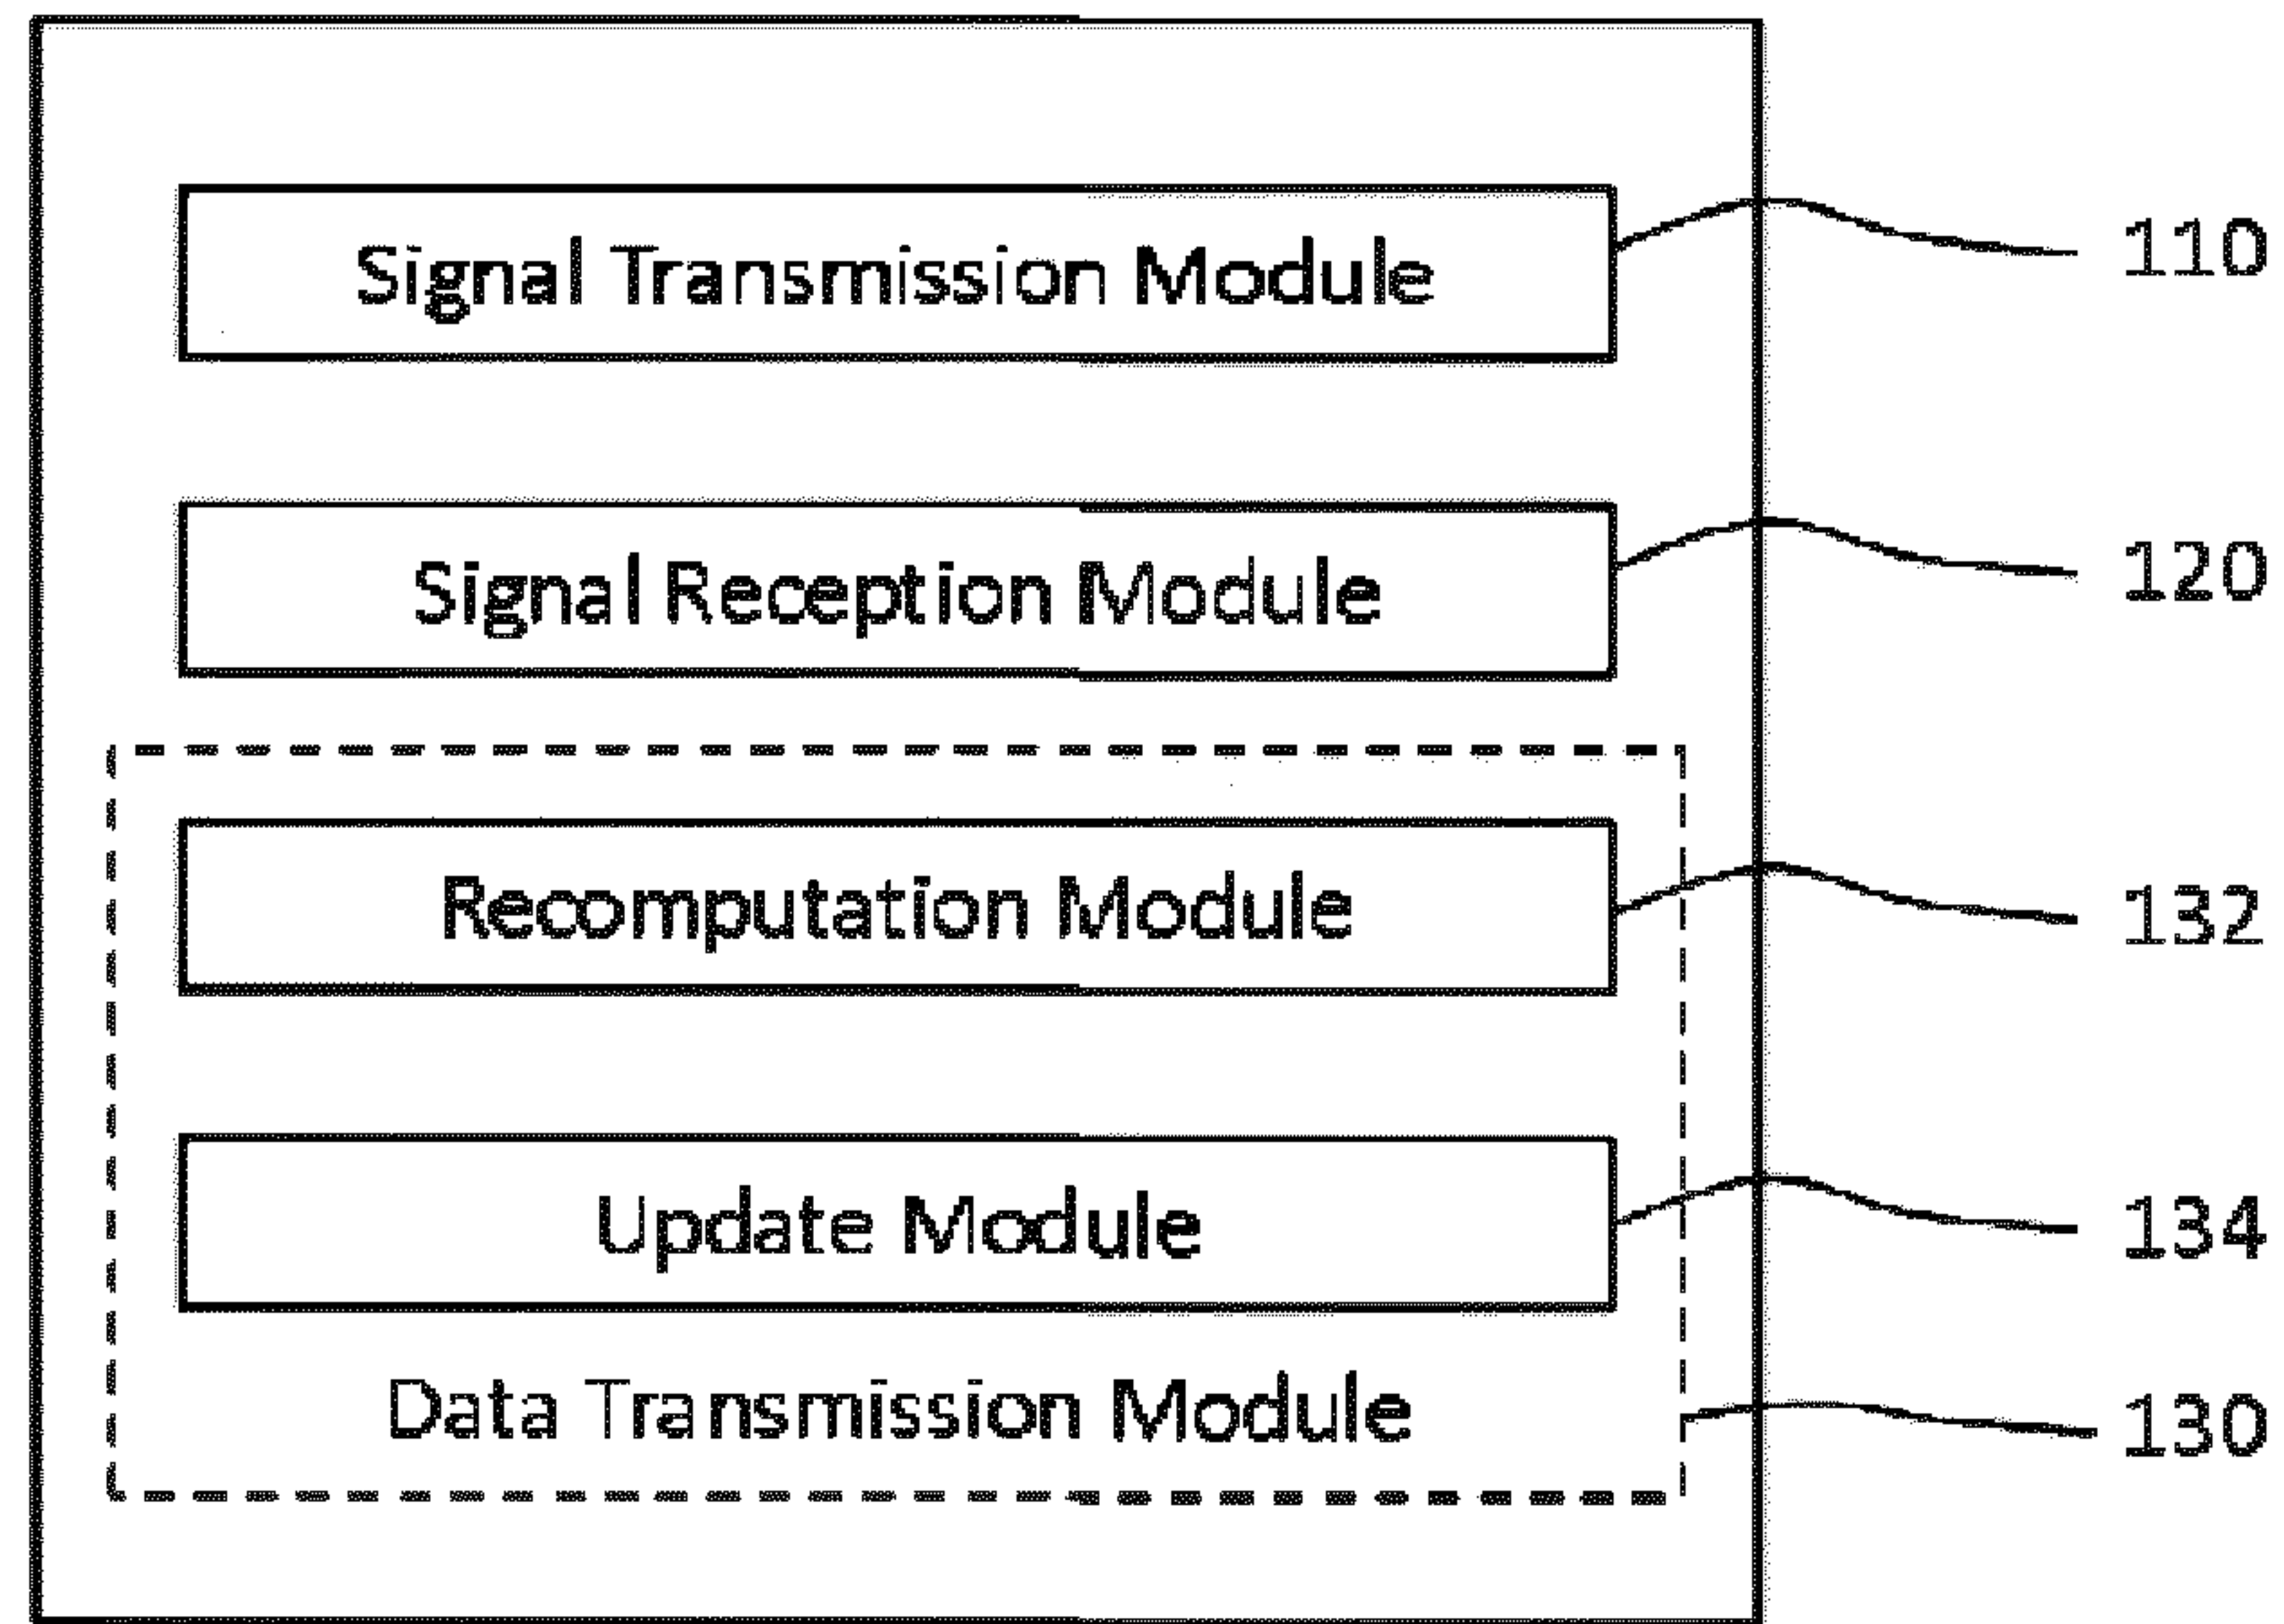 Signal Transmission Module 110
Signal Reception Module 120
Recomputation Module 132
Update Module 134
Data Transmission Module 130